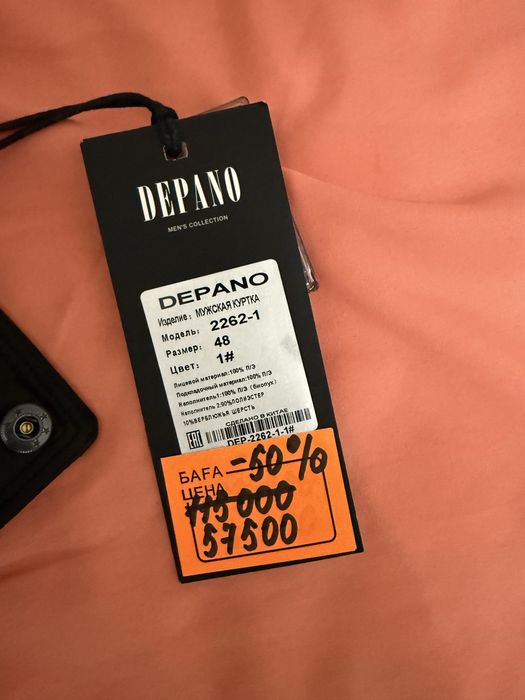 DEPANO
MEN'S COLLECTION
DEPANO
Изделие: МУЖСКАЯ КУРТКА
Модель: 2262-1
Размер: 48
Цвет: 1#
Лицевой материал:100% П/Э
Подкладочный материал:100% П/Э
Наполнитель1:100% П/Э (биопух)
Наполнитель 2:90%ПОЛИЭСТЕР
10%ВЕРБЛЮЖЬЯ ШЕРСТЬ
СДЕЛАНО В КИТАЕ
EAC
DEP-2262-1-1#
БАҒА -50%
ЦЕНА
115000
57500